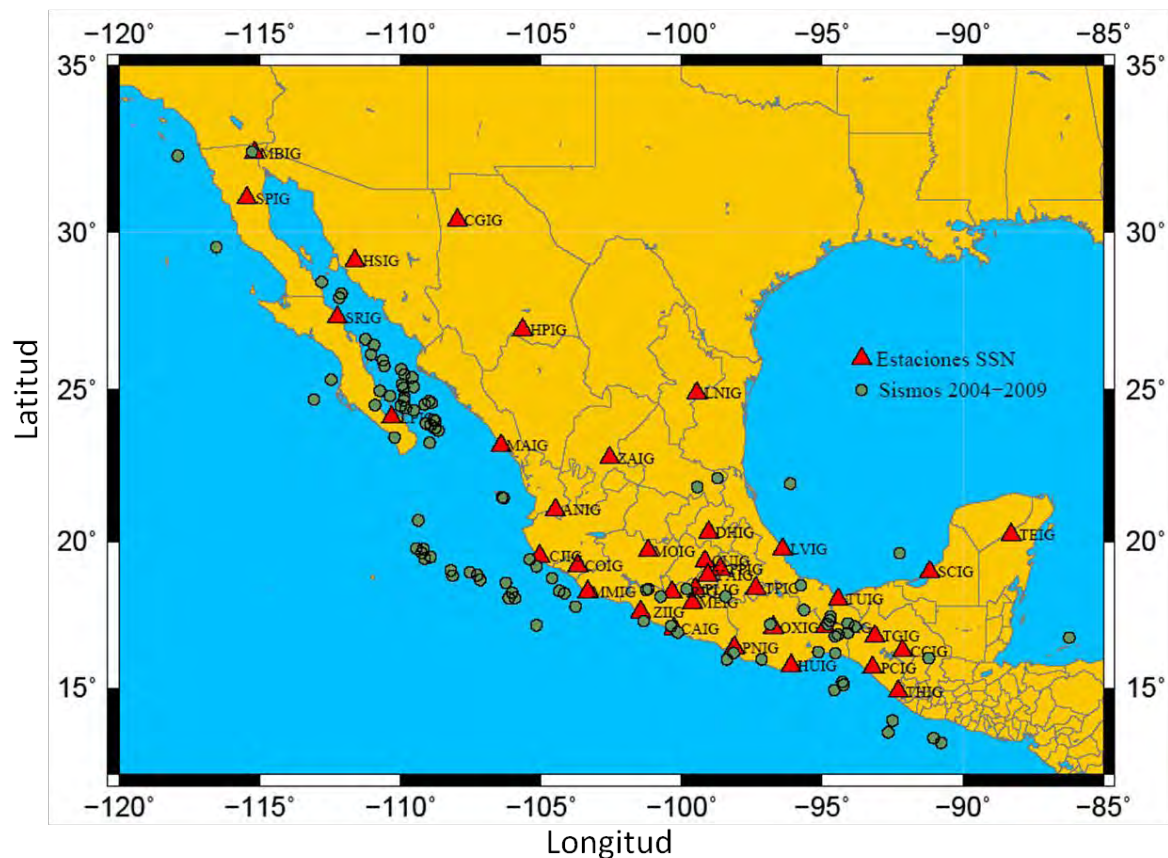 −120° −115° −110° −105° −100° −95° −90° −85°
35° 35°
MBIG
SPIG
CGIG
30° 30°
HSIG
SRIG
HPIG
Estaciones SSN
Sismos 2004−2009
25° 25°
LNIG
MAIG
ZAIG
ANIG
DHIG
TEIG
20° 20°
CJIG
MOIG
LVIG
COIG
PPIG
SCIG
MMIG
PLIG
TPIG
TUIG
ZIIG
MEIG
CAIG
OXIG
TGIG
PNIG
HUIG
CCIG
PCIG
15° 15°
THIG
−120° −115° −110° −105° −100° −95° −90° −85°
Latitud
Longitud